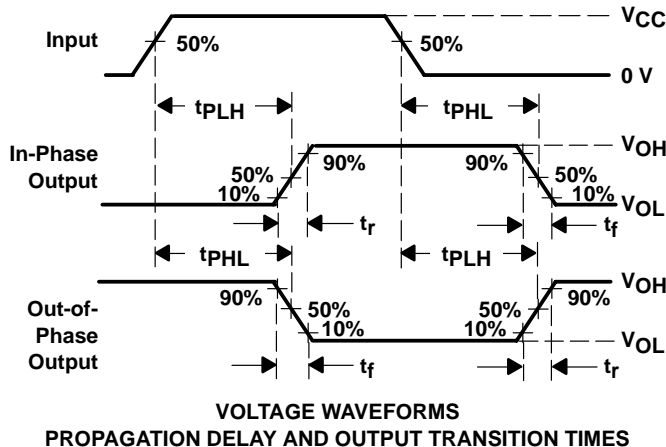 VCC
Input
50%
50%
0 V
tPLH
tPHL
In-Phase
Output
VOH
90%
90%
50%
50%
10%
10%
VOL
tr
tf
tPHL
tPLH
Out-of-
Phase
Output
VOH
90%
90%
50%
50%
10%
10%
VOL
tf
tr
VOLTAGE WAVEFORMS
PROPAGATION DELAY AND OUTPUT TRANSITION TIMES